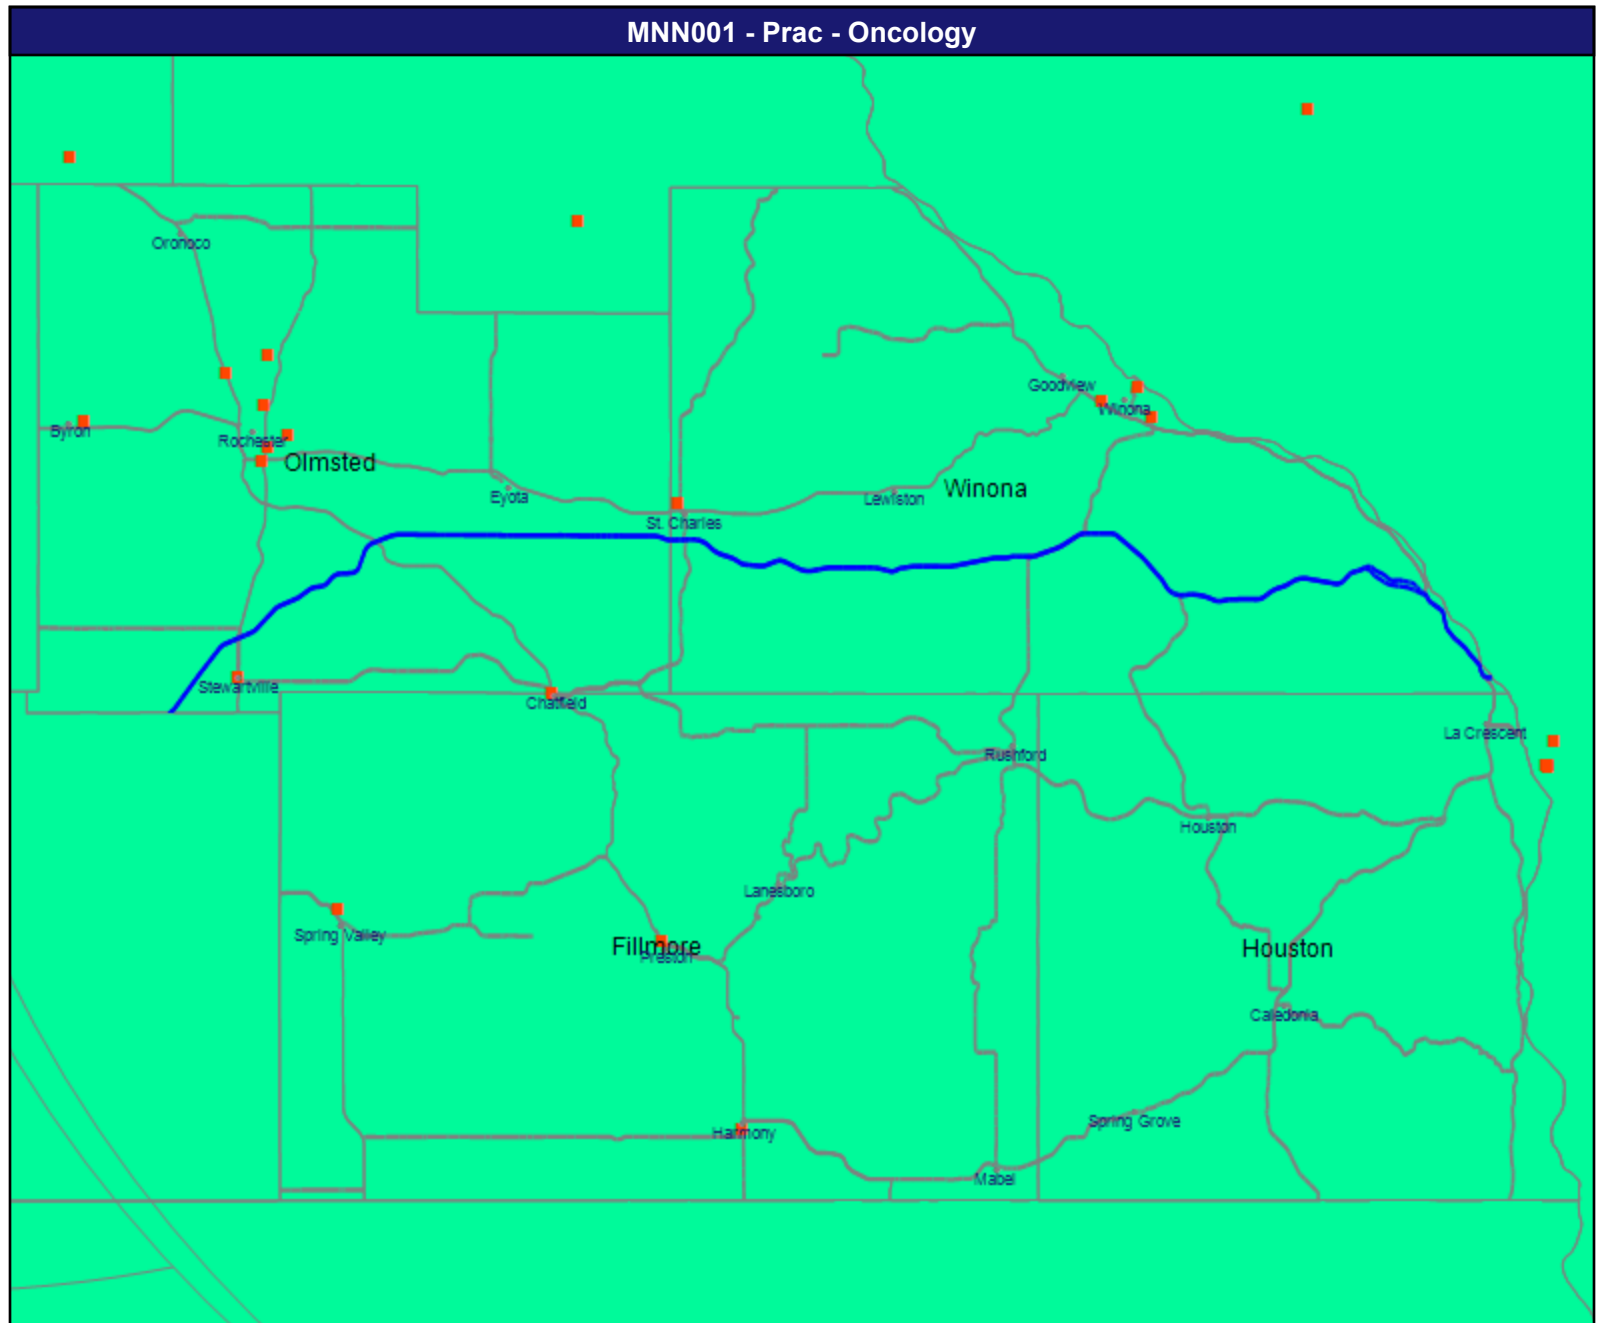 MNN001 - Prac - Oncology
Oronoco
Goodview
Winona
Byron
Rochester
Olmsted
Eyota
Lewiston
Winona
St. Charles
Stewartville
Chatfield
La Crescent
Rushford
Houston
Lanesboro
Spring Valley
Fillmore
Preston
Houston
Caledonia
Spring Grove
Harmony
Mabel